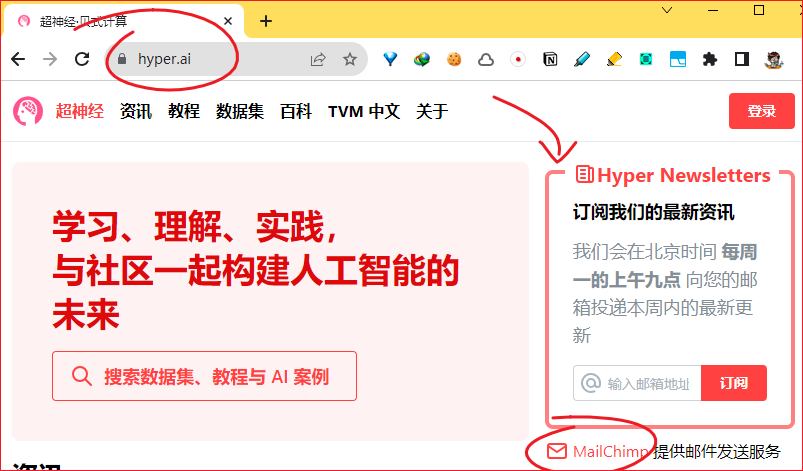 超神经·贝式计算
hyper.ai
超神经 资讯 教程 数据集 百科 TVM 中文 关于 登录
学习、理解、实践，
与社区一起构建人工智能的
未来
搜索数据集、教程与 AI 案例
Hyper Newsletters
订阅我们的最新资讯
我们会在北京时间 每周
一的上午九点 向您的邮
箱投递本周内的最新更
新
@ 输入邮箱地址 订阅
MailChimp 提供邮件发送服务
资讯